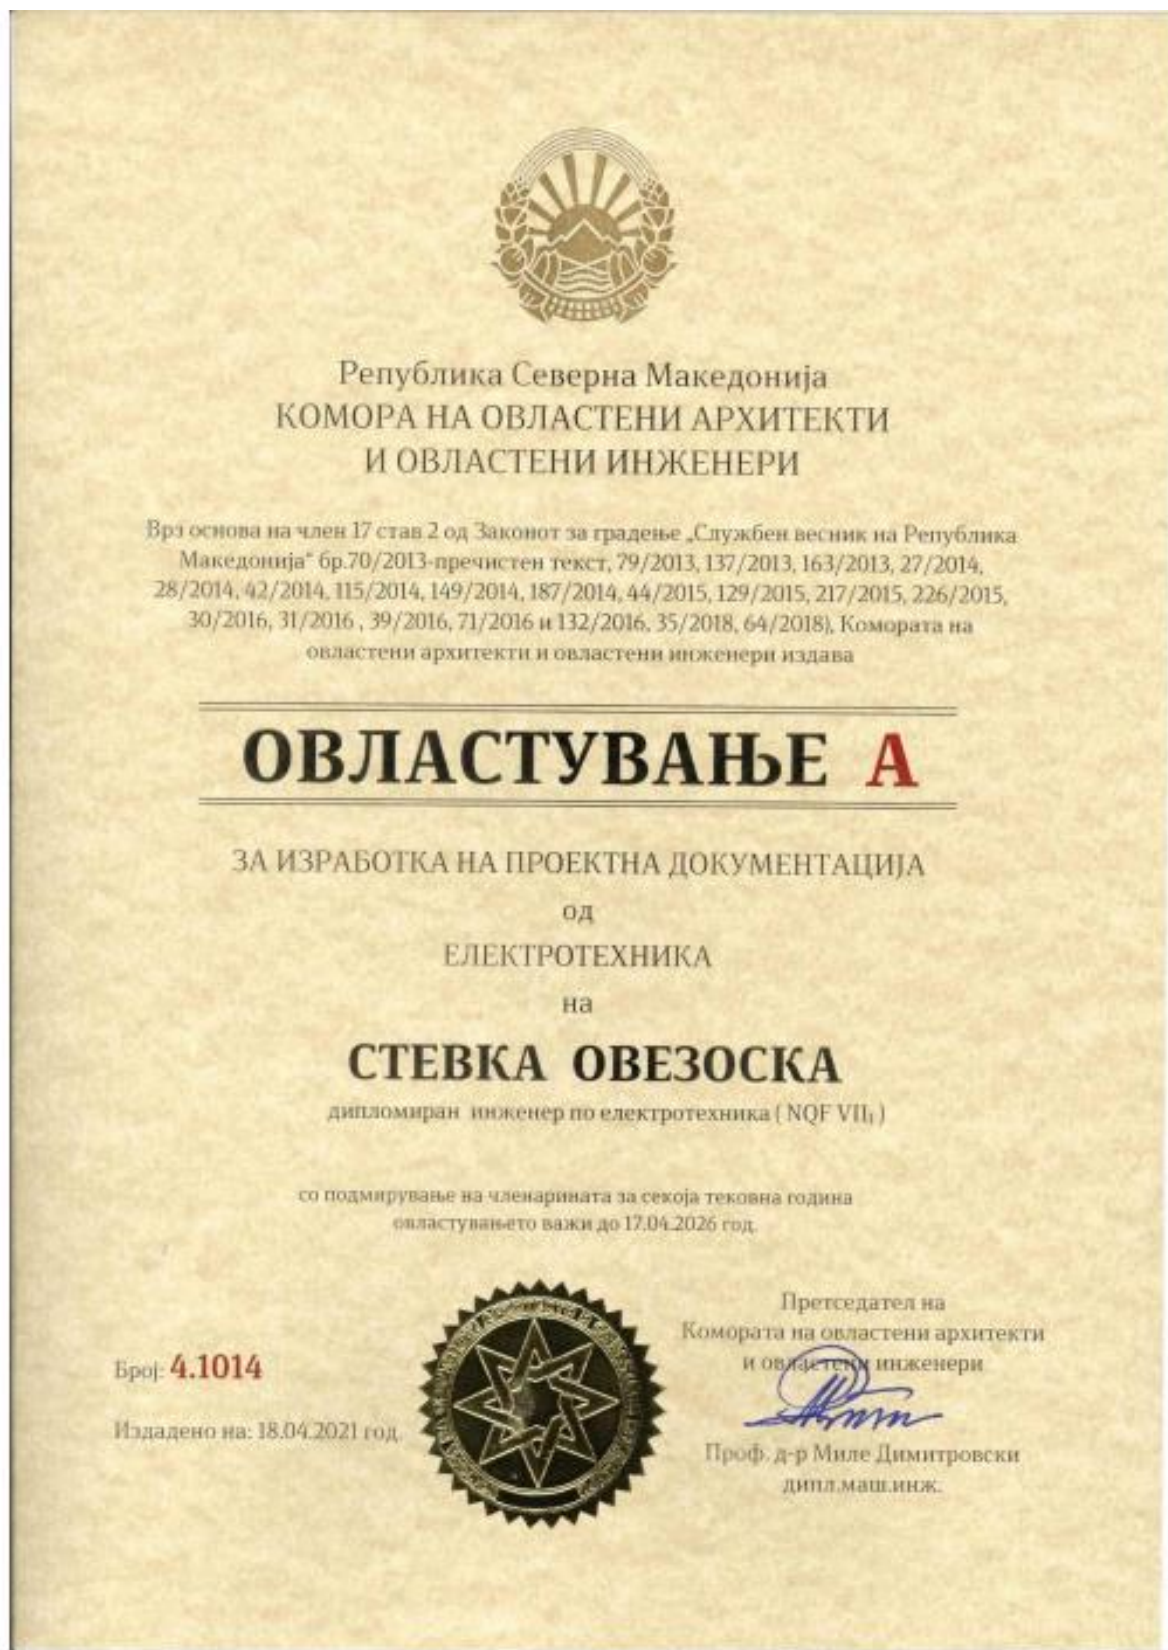 Република Северна Македонија
КОМОРА НА ОВЛАСТЕНИ АРХИТЕКТИ
И ОВЛАСТЕНИ ИНЖЕНЕРИ
Врз основа на член 17 став 2 од Законот за градење „Службен весник на Република
Македонија“ бр.70/2013-пречистен текст, 79/2013, 137/2013, 163/2013, 27/2014,
28/2014, 42/2014, 115/2014, 149/2014, 187/2014, 44/2015, 129/2015, 217/2015, 226/2015,
30/2016, 31/2016 , 39/2016, 71/2016 и 132/2016, 35/2018, 64/2018), Комората на
овластени архитекти и овластени инженери издава
ОВЛАСТУВАЊЕ А
ЗА ИЗРАБОТКА НА ПРОЕКТНА ДОКУМЕНТАЦИЈА
од
ЕЛЕКТРОТЕХНИКА
на
СТЕВКА ОВЕЗОСКА
дипломиран инженер по електротехника ( NQF VII₁ )
со подмирување на членарината за секоја тековна година
овластувањето важи до 17.04.2026 год.
Број: 4.1014
Издадено на: 18.04.2021 год.
Претседател на
Комората на овластени архитекти
и овластени инженери
Проф. д-р Миле Димитровски
дипл.маш.инж.